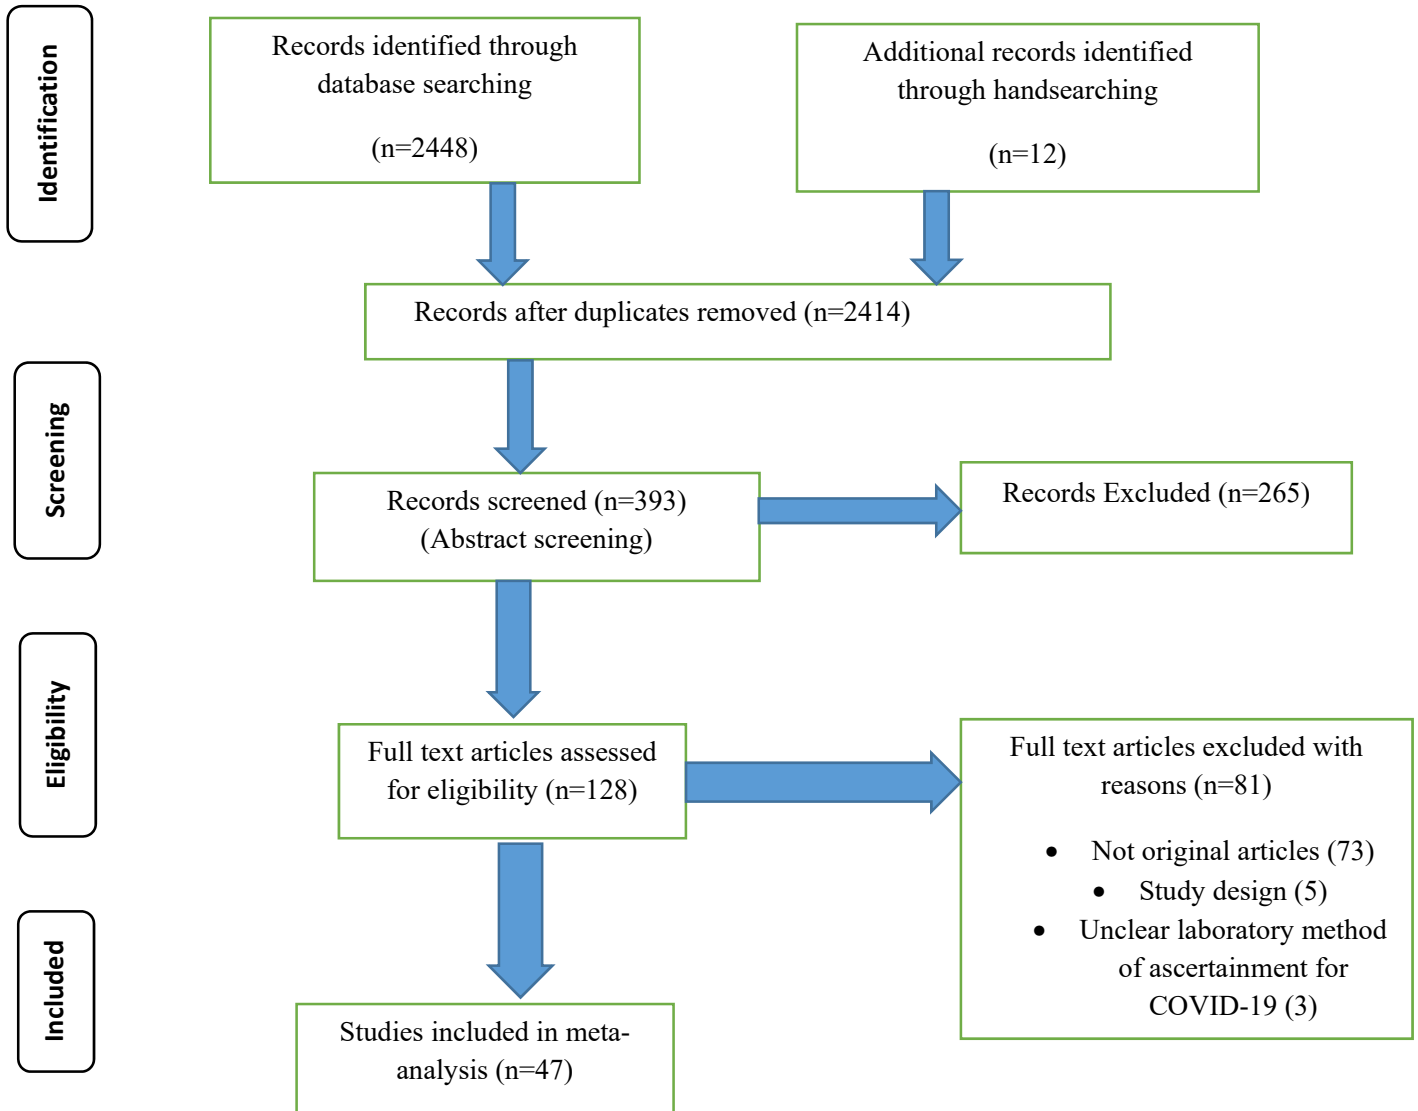 Identification
Records identified through
database searching
(n=2448)
Additional records identified
through handsearching
(n=12)
Records after duplicates removed (n=2414)
Screening
Records screened (n=393)
(Abstract screening)
Records Excluded (n=265)
Eligibility
Full text articles assessed
for eligibility (n=128)
Full text articles excluded with
reasons (n=81)
• Not original articles (73)
• Study design (5)
• Unclear laboratory method
of ascertainment for
COVID-19 (3)
Included
Studies included in meta-
analysis (n=47)